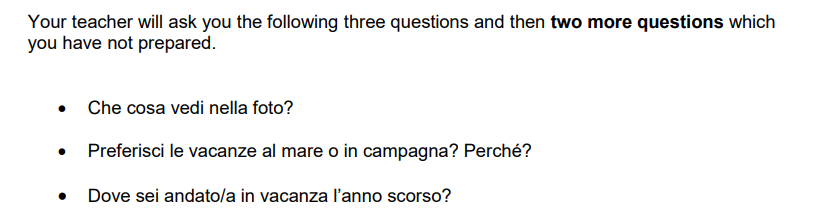 Your teacher will ask you the following three questions and then two more questions which
you have not prepared.
• Che cosa vedi nella foto?
• Preferisci le vacanze al mare o in campagna? Perché?
• Dove sei andato/a in vacanza l'anno scorso?